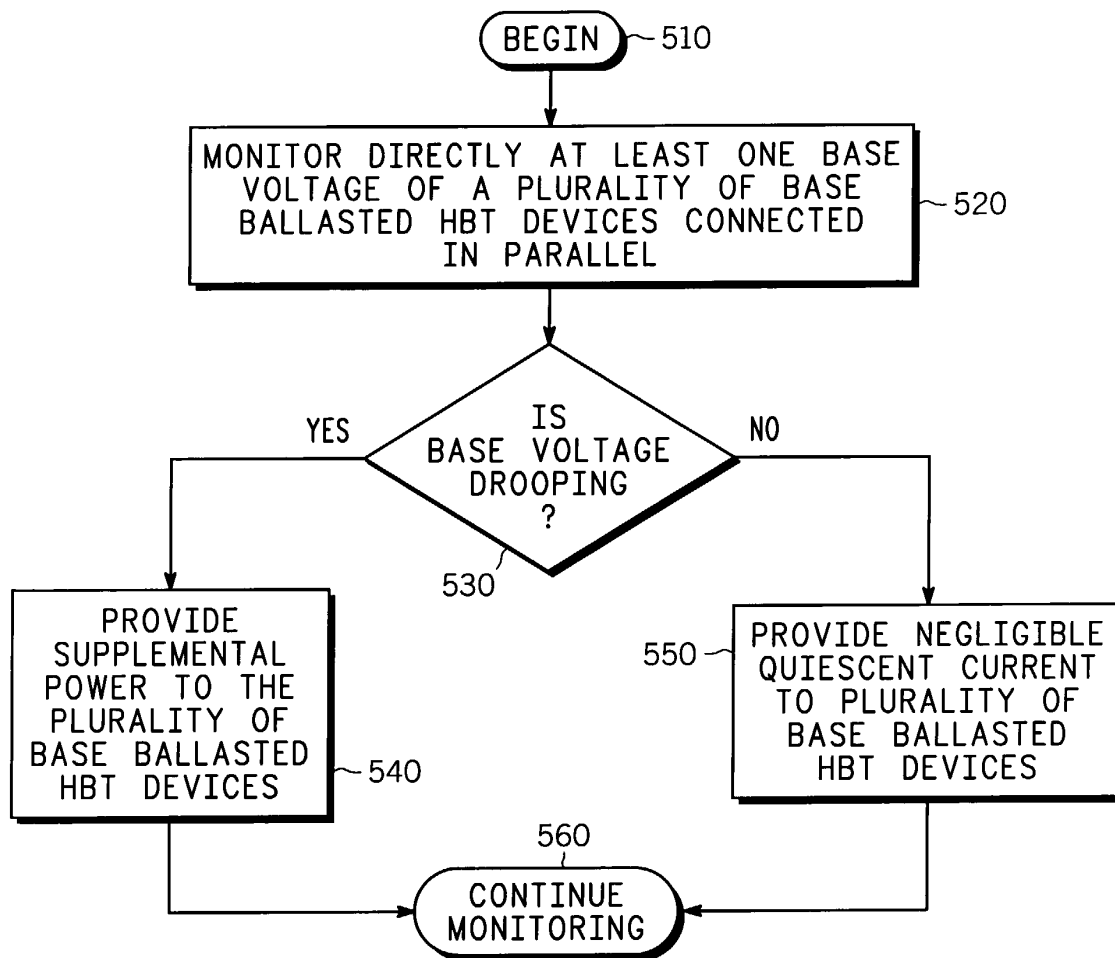 BEGIN
510
MONITOR DIRECTLY AT LEAST ONE BASE
VOLTAGE OF A PLURALITY OF BASE
BALLASTED HBT DEVICES CONNECTED
IN PARALLEL
520
IS
BASE VOLTAGE
DROOPING
?
530
YES
NO
PROVIDE
SUPPLEMENTAL
POWER TO THE
PLURALITY OF
BASE BALLASTED
HBT DEVICES
540
550
PROVIDE NEGLIGIBLE
QUIESCENT CURRENT
TO PLURALITY OF
BASE BALLASTED
HBT DEVICES
560
CONTINUE
MONITORING